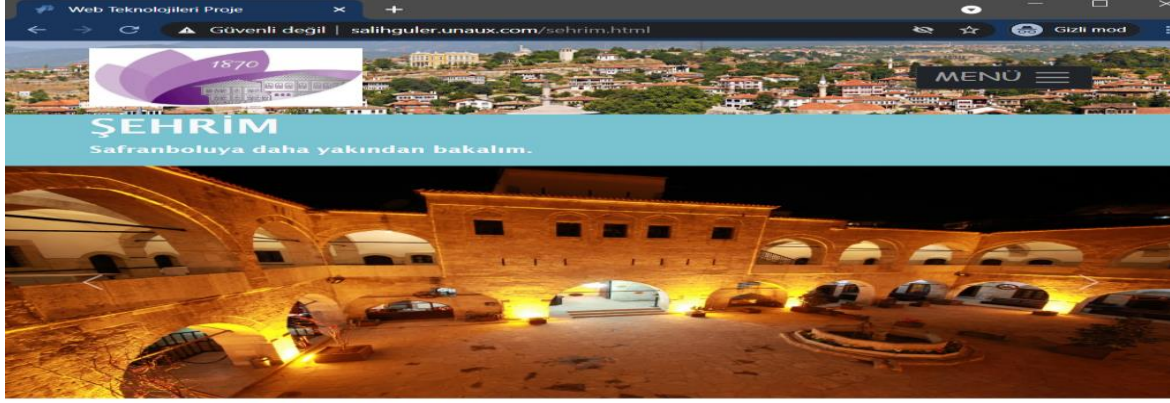 Web Teknolojileri Proje
Güvenli değil | salihguler.unaux.com/sehrim.html
Gizli mod
1870
MENÜ
ŞEHRİM
Safranboluya daha yakından bakalım.